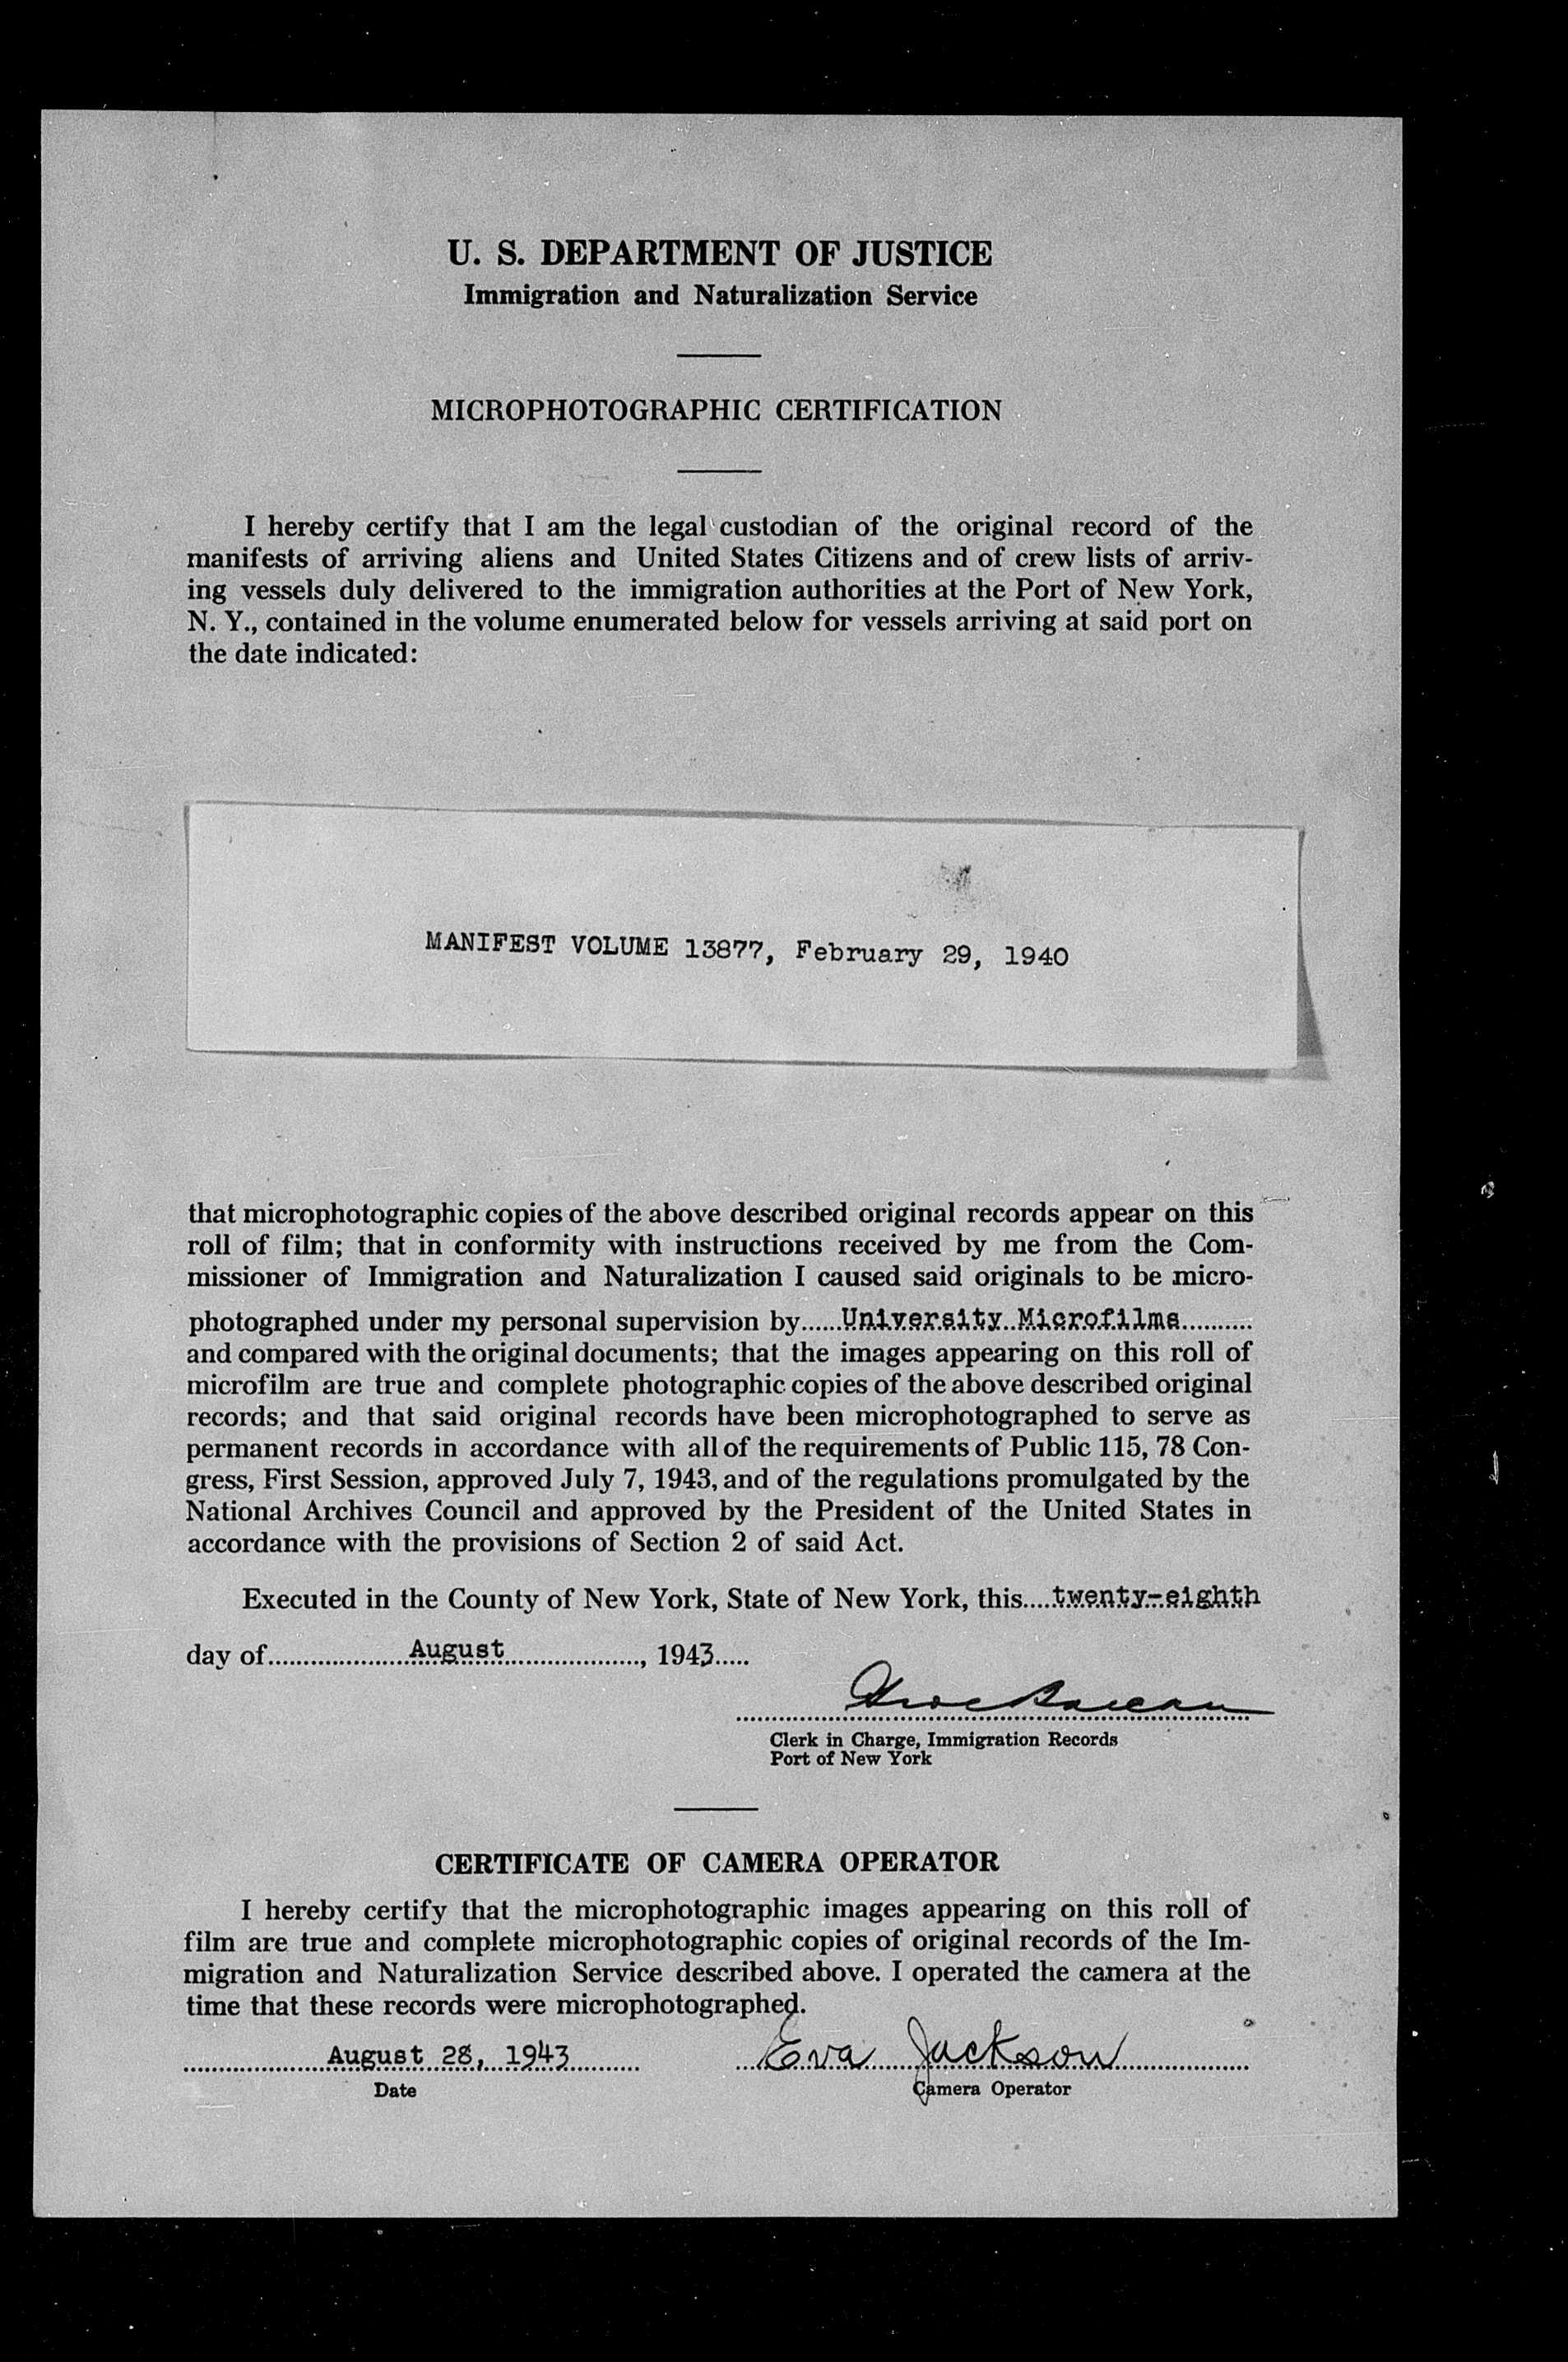 U. S. DEPARTMENT OF JUSTICE
Immigration and Naturalization Service
MICROPHOTOGRAPHIC CERTIFICATION
I hereby certify that I am the legal custodian of the original record of the
manifests of arriving aliens and United States Citizens and of crew lists of arriv-
ing vessels duly delivered to the immigration authorities at the Port of New York,
N. Y., contained in the volume enumerated below for vessels arriving at said port on
the date indicated:
MANIFEST VOLUME 13877, February 29, 1940
that microphotographic copies of the above described original records appear on this
roll of film; that in conformity with instructions received by me from the Com-
missioner of Immigration and Naturalization I caused said originals to be micro-
photographed under my personal supervision by......University Microfilms..........
and compared with the original documents; that the images appearing on this roll of
microfilm are true and complete photographic copies of the above described original
records; and that said original records have been microphotographed to serve as
permanent records in accordance with all of the requirements of Public 115, 78 Con-
gress, First Session, approved July 7, 1943, and of the regulations promulgated by the
National Archives Council and approved by the President of the United States in
accordance with the provisions of Section 2 of said Act.
Executed in the County of New York, State of New York, this.....twenty-eighth
day of....................August...................., 1943.....
Clerk in Charge, Immigration Records
Port of New York
CERTIFICATE OF CAMERA OPERATOR
I hereby certify that the microphotographic images appearing on this roll of
film are true and complete microphotographic copies of original records of the Im-
migration and Naturalization Service described above. I operated the camera at the
time that these records were microphotographed.
August 28, 1943 Eva Jackson
Date Camera Operator